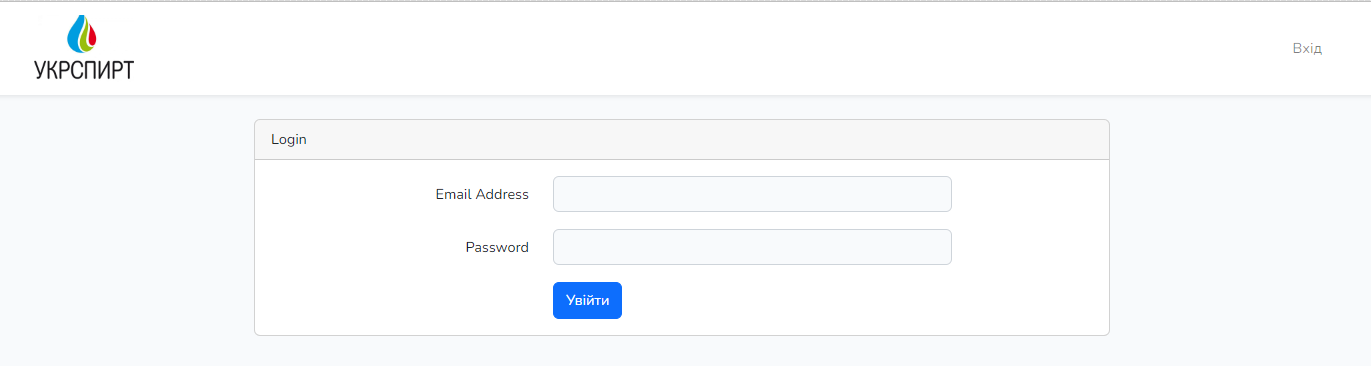 УКРСПИРТ
Вхід
Login
Email Address
Password
Увійти